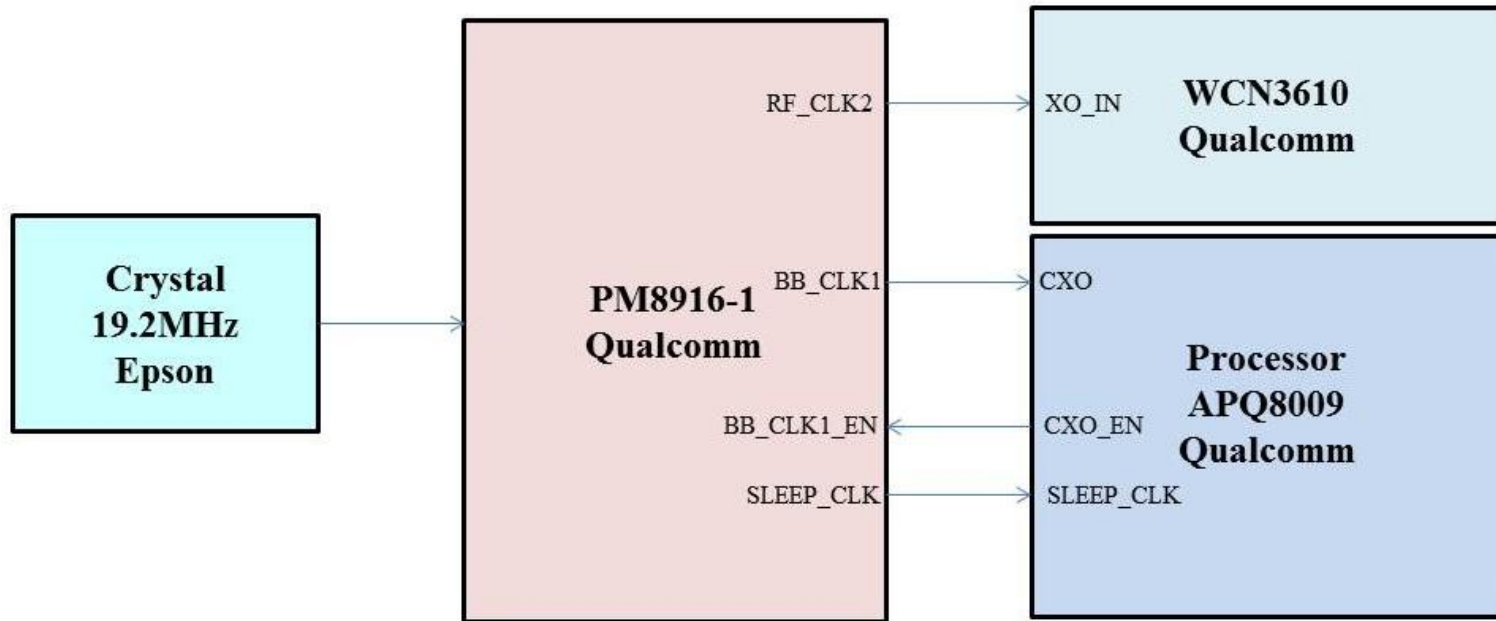 Crystal
19.2MHz
Epson
PM8916-1
Qualcomm
RF_CLK2
BB_CLK1
BB_CLK1_EN
SLEEP_CLK
XO_IN
WCN3610
Qualcomm
CXO
CXO_EN
SLEEP_CLK
Processor
APQ8009
Qualcomm